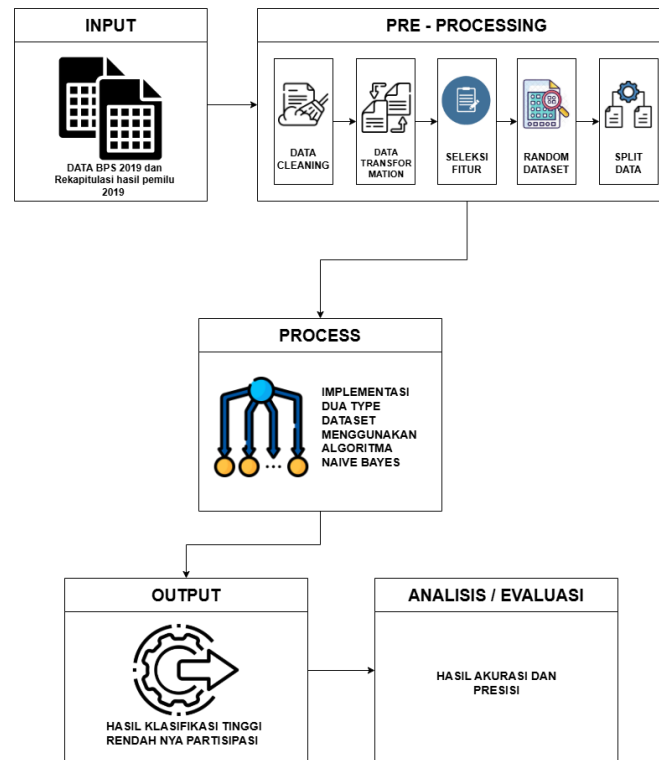 INPUT
DATA BPS 2019 dan
Rekapitulasi hasil pemilu
2019
PRE - PROCESSING
DATA
CLEANING
DATA
TRANSFOR
MATION
SELEKSI
FITUR
RANDOM
DATASET
SPLIT
DATA
PROCESS
IMPLEMENTASI
DUA TYPE
DATASET
MENGGUNAKAN
ALGORITMA
NAIVE BAYES
OUTPUT
HASIL KLASIFIKASI TINGGI
RENDAH NYA PARTISIPASI
ANALISIS / EVALUASI
HASIL AKURASI DAN
PRESISI